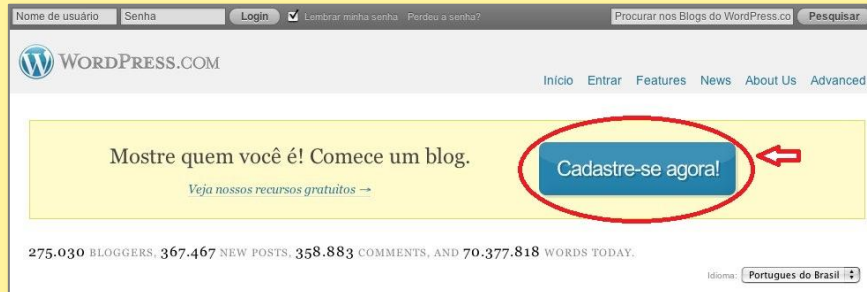 Nome de usuário Senha Login Lembrar minha senha Perdeu a senha? Procurar nos Blogs do WordPress.co Pesquisar
WORDPRESS.COM
Início Entrar Features News About Us Advanced
Mostre quem você é! Comece um blog.
Cadastre-se agora!
Veja nossos recursos gratuitos →
275.030 BLOGGERS, 367.467 NEW POSTS, 358.883 COMMENTS, AND 70.377.818 WORDS TODAY.
Idioma: Portugues do Brasil